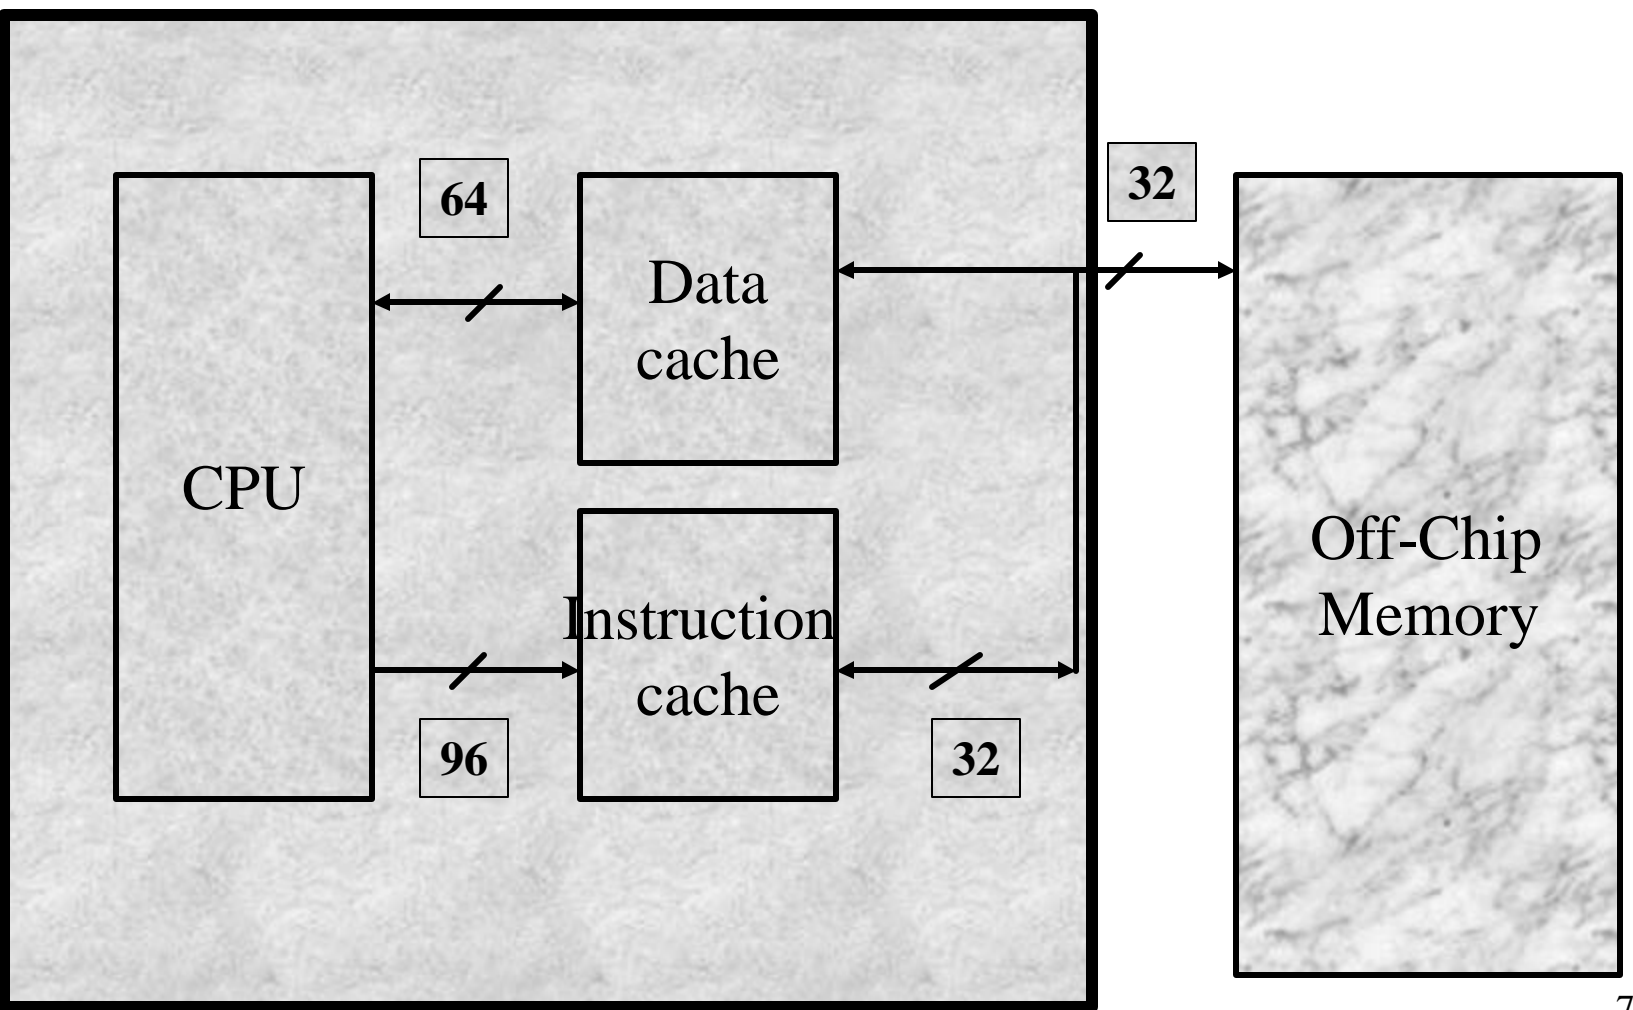 64
32
Data
cache
CPU
Off-Chip
Memory
Instruction
cache
96
32
7